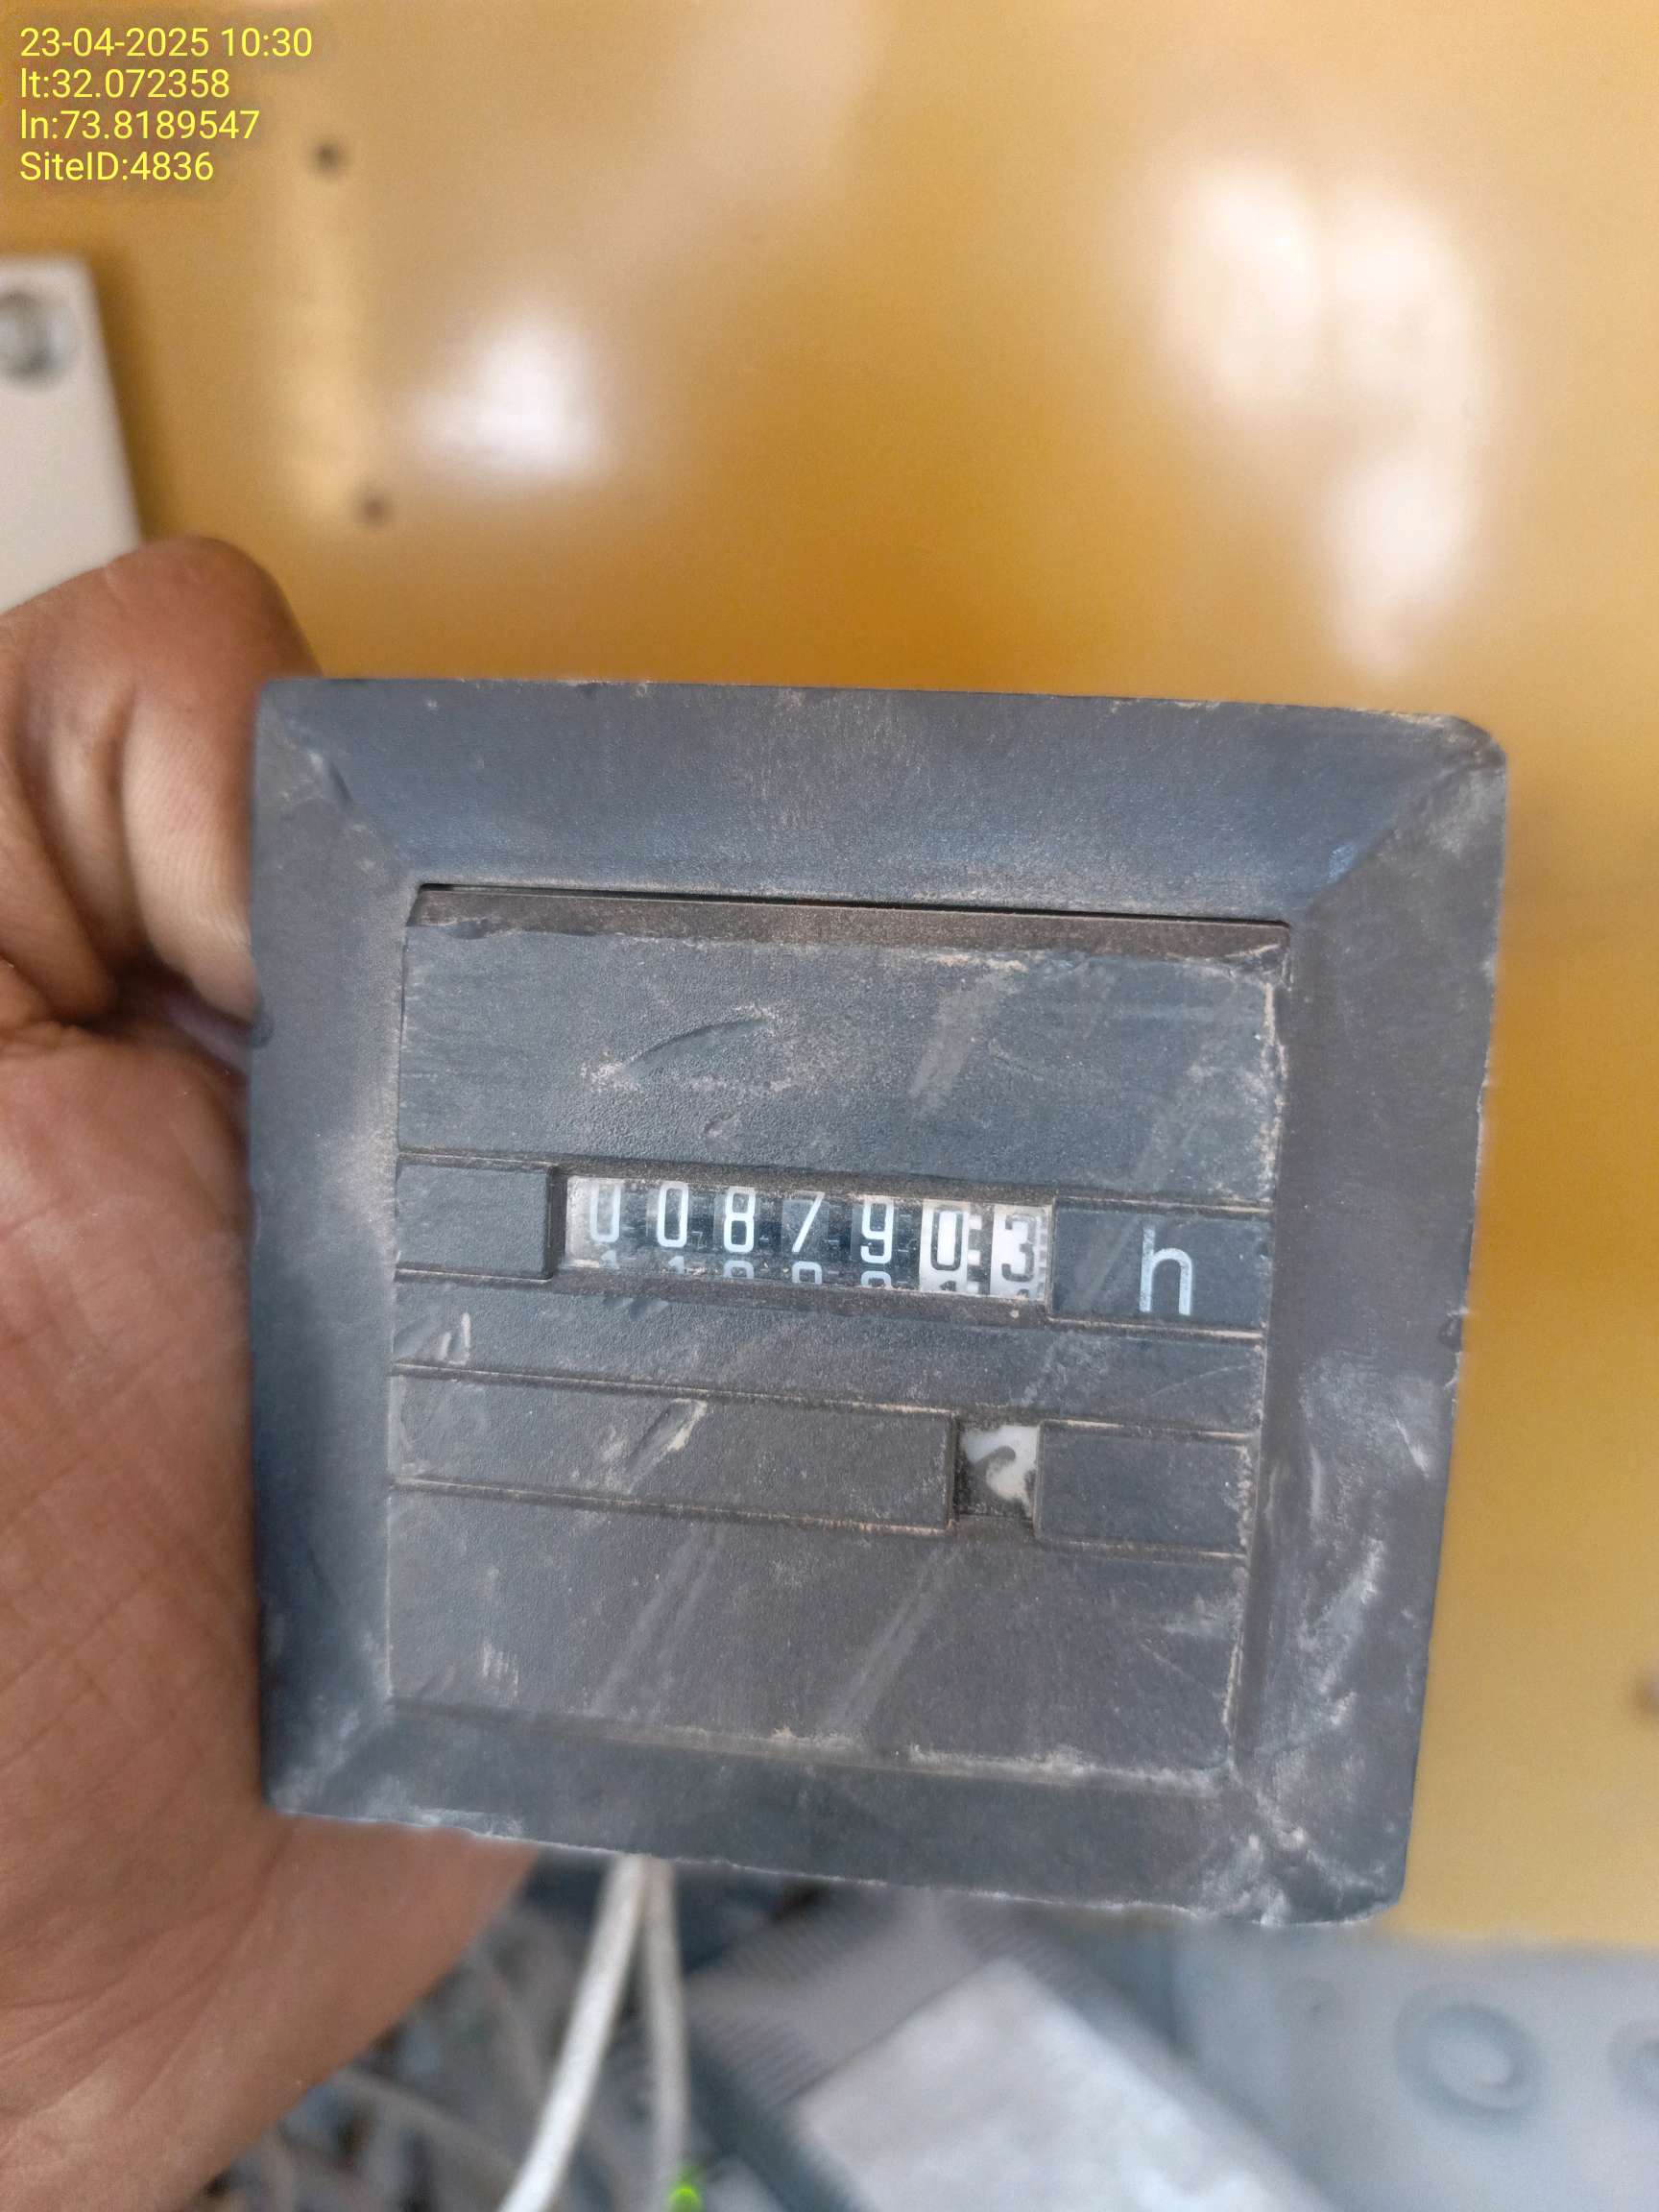 23-04-2025 10:30
lt:32.072358
ln:73.8189547
SiteID:4836
0087903 h